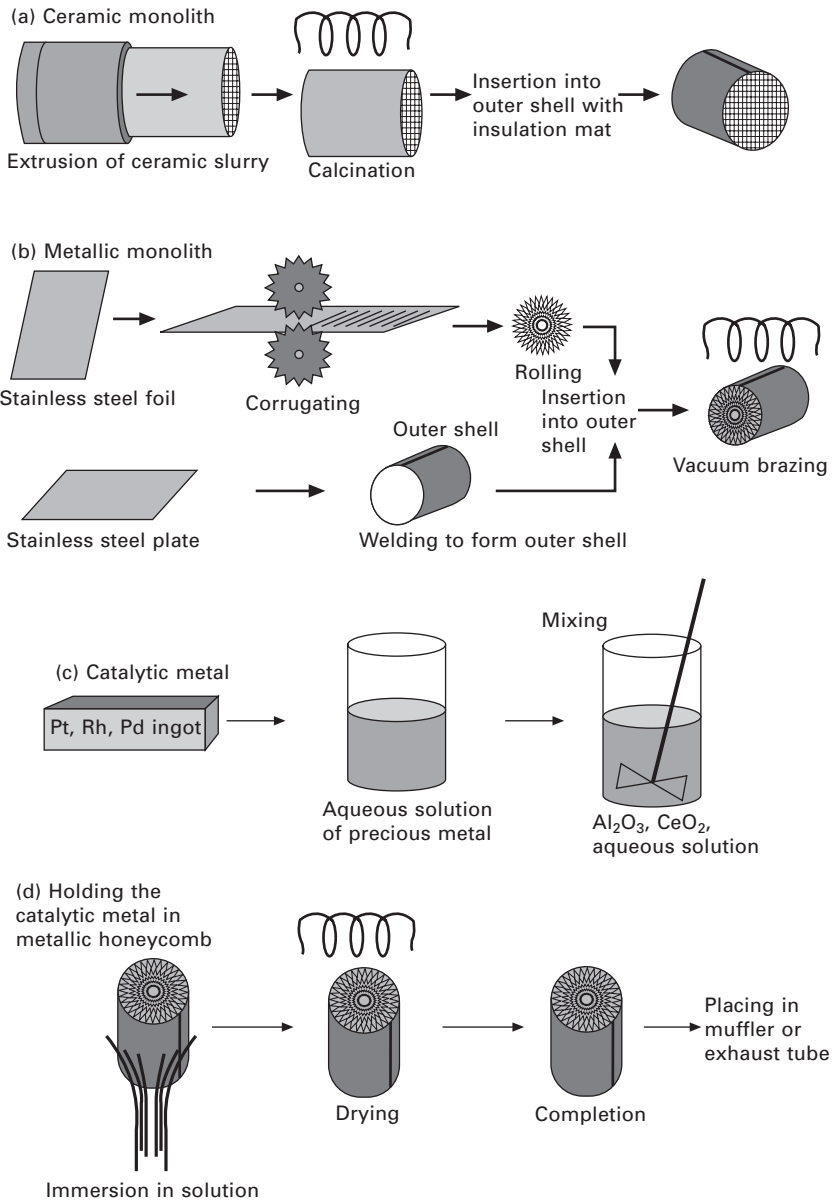 (a) Ceramic monolith
Extrusion of ceramic slurry
Calcination
Insertion into
outer shell with
insulation mat
(b) Metallic monolith
Stainless steel foil
Corrugating
Rolling
Insertion
into outer
shell
Vacuum brazing
Outer shell
Stainless steel plate
Welding to form outer shell
(c) Catalytic metal
Pt, Rh, Pd ingot
Aqueous solution
of precious metal
Mixing
Al₂O₃, CeO₂,
aqueous solution
(d) Holding the
catalytic metal in
metallic honeycomb
Immersion in solution
Drying
Completion
Placing in
muffler or
exhaust tube